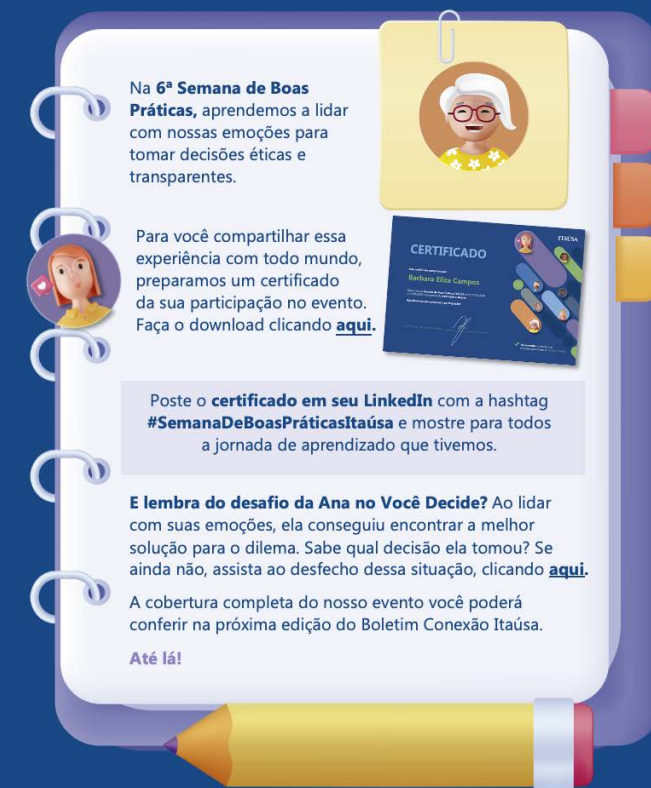 Na 6ª Semana de Boas
Práticas, aprendemos a lidar
com nossas emoções para
tomar decisões éticas e
transparentes.
Para você compartilhar essa
experiência com todo mundo,
preparamos um certificado
da sua participação no evento.
Faça o download clicando aqui.
CERTIFICADO
ITAÚSA
Barbara Eliza Campos
Poste o certificado em seu LinkedIn com a hashtag
#SemanaDeBoasPráticasItaúsa e mostre para todos
a jornada de aprendizado que tivemos.
E lembra do desafio da Ana no Você Decide? Ao lidar
com suas emoções, ela conseguiu encontrar a melhor
solução para o dilema. Sabe qual decisão ela tomou? Se
ainda não, assista ao desfecho dessa situação, clicando aqui.
A cobertura completa do nosso evento você poderá
conferir na próxima edição do Boletim Conexão Itaúsa.
Até lá!